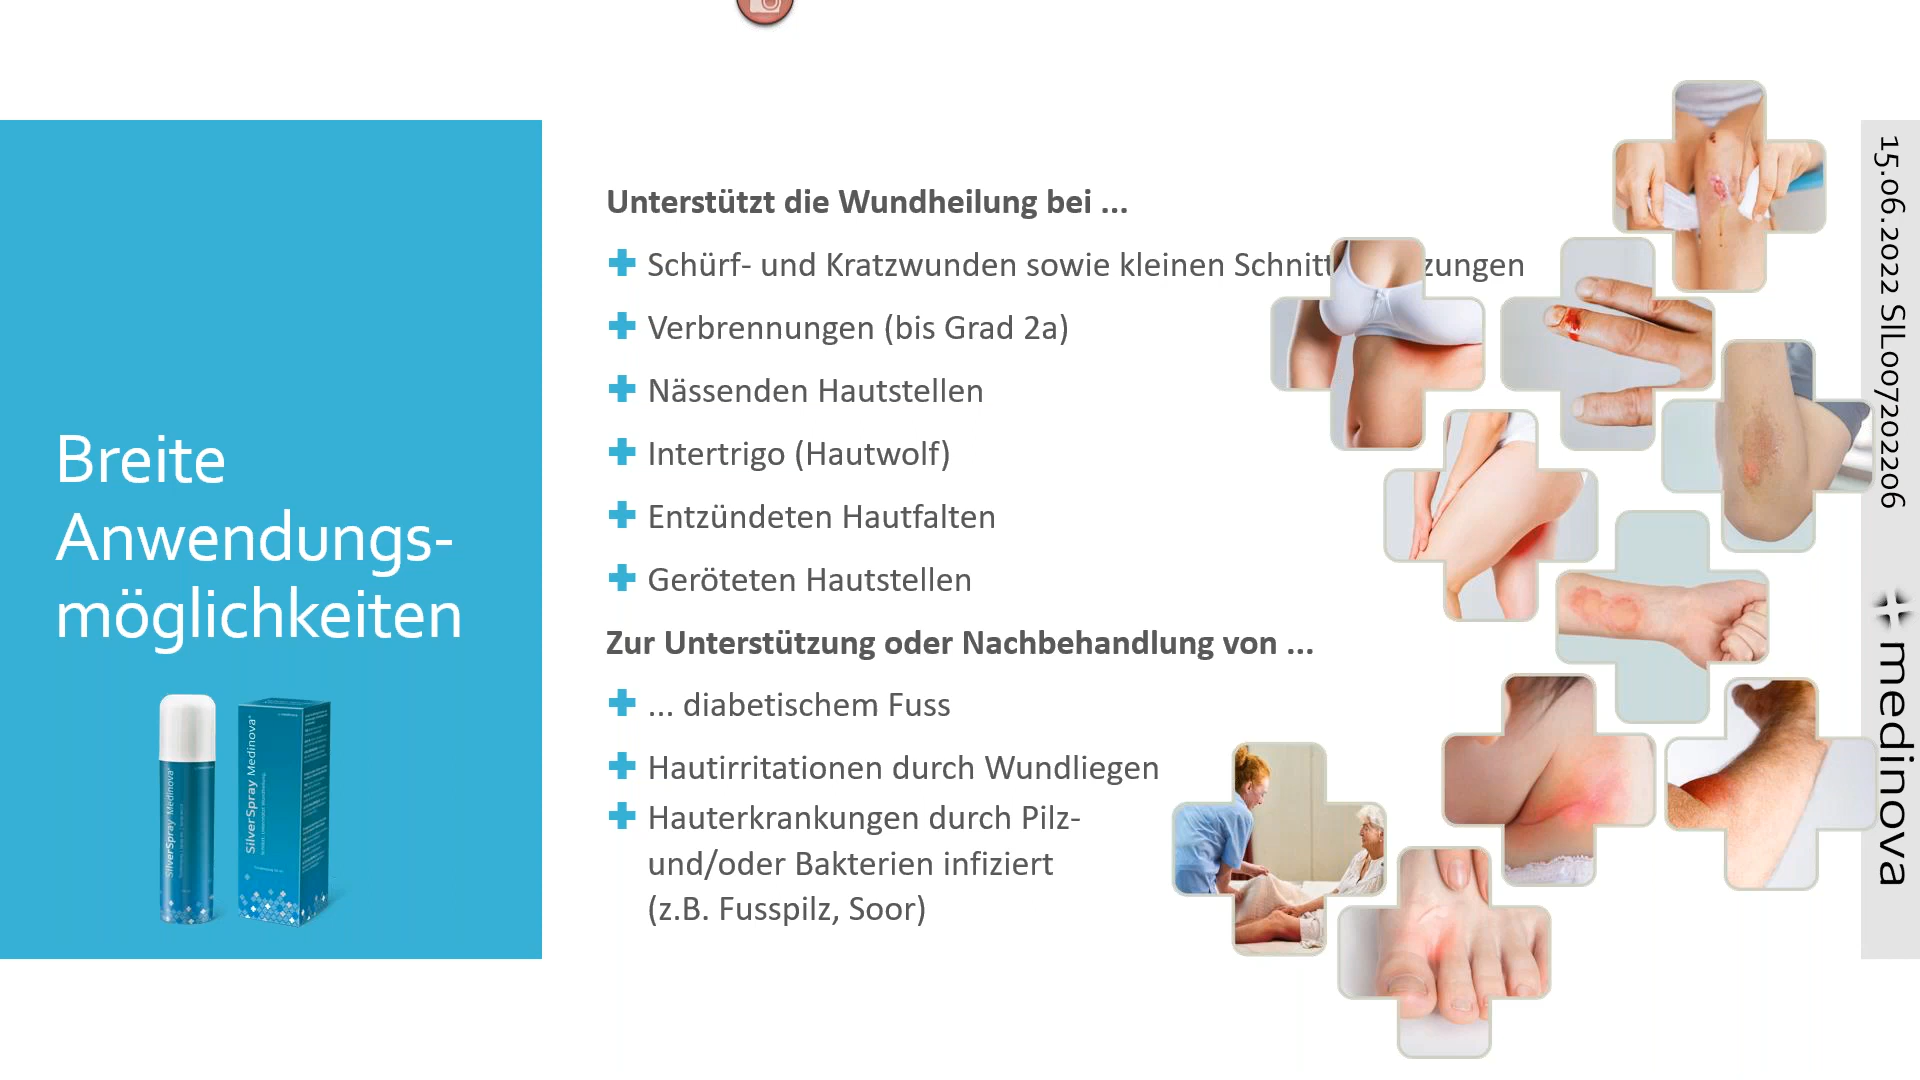 Breite
Anwendungs-
möglichkeiten
SilverSpray Medinova
SilverSpray Medinova
Unterstützt die Wundheilung bei ...
Schürf- und Kratzwunden sowie kleinen Schnitt zungen
Verbrennungen (bis Grad 2a)
Nässenden Hautstellen
Intertrigo (Hautwolf)
Entzündeten Hautfalten
Geröteten Hautstellen
Zur Unterstützung oder Nachbehandlung von ...
... diabetischem Fuss
Hautirritationen durch Wundliegen
Hauterkrankungen durch Pilz-
und/oder Bakterien infiziert
(z.B. Fusspilz, Soor)
15.06.2022 SIL007202206
medinova